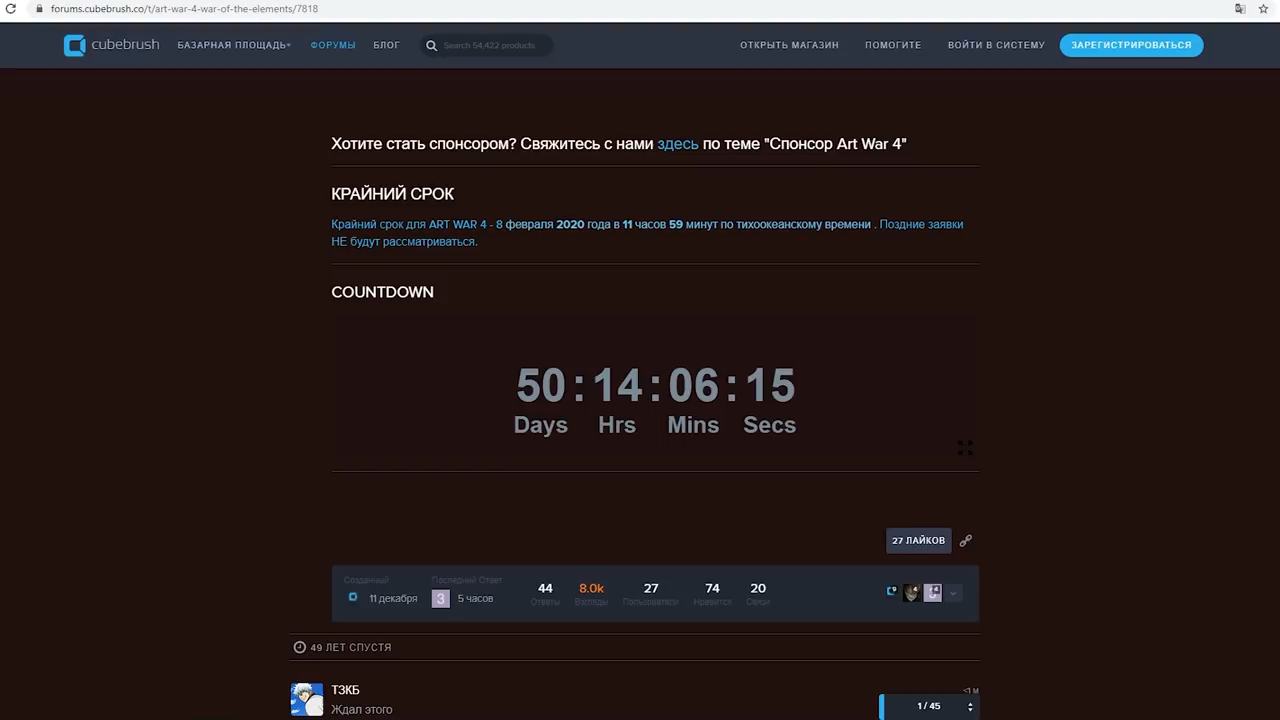 forums.cubebrush.co/t/art-war-4-war-of-the-elements/7818
cubebrush БАЗАРНАЯ ПЛОЩАДЬ ФОРУМЫ БЛОГ Search 54,422 products ОТКРЫТЬ МАГАЗИН ПОМОГИТЕ ВОЙТИ В СИСТЕМУ ЗАРЕГИСТРИРОВАТЬСЯ
Хотите стать спонсором? Свяжитесь с нами здесь по теме "Спонсор Art War 4"
КРАЙНИЙ СРОК
Крайний срок для ART WAR 4 - 8 февраля 2020 года в 11 часов 59 минут по тихоокеанскому времени . Поздние заявки
НЕ будут рассматриваться.
COUNTDOWN
50:14:06:15
Days Hrs Mins Secs
27 ЛАЙКОВ
Созданный Последний Ответ 44 8.0k 27 74 20
11 декабря 3 5 часов Ответы Взгляды Пользователи Нравится Связи
49 ЛЕТ СПУСТЯ
ТЗКБ
Ждал этого
1 / 45